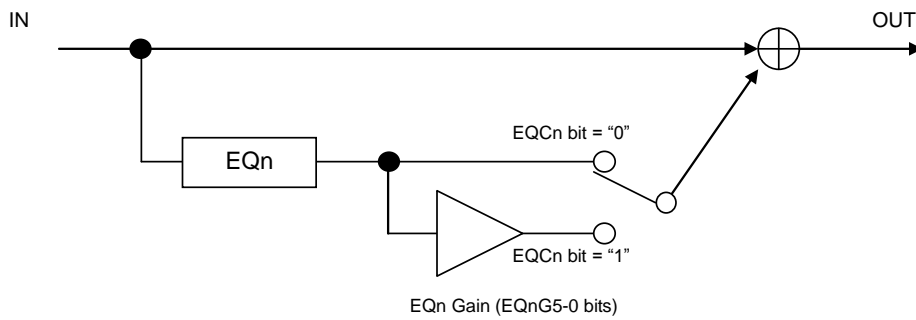 IN
OUT
EQCn bit = “0”
EQn
EQCn bit = “1”
EQn Gain (EQnG5-0 bits)